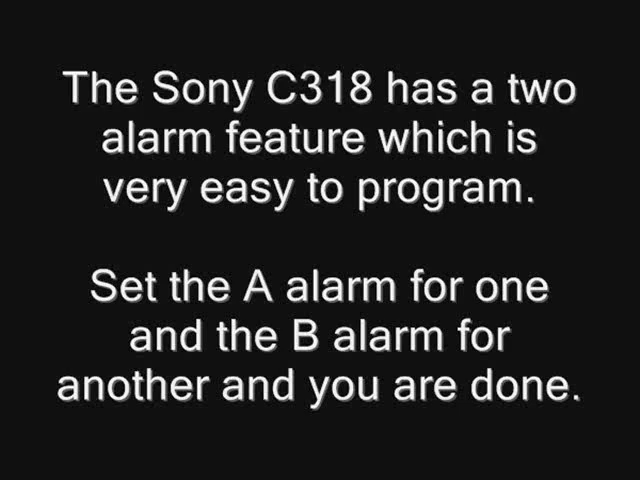 The Sony C318 has a two
alarm feature which is
very easy to program.
Set the A alarm for one
and the B alarm for
another and you are done.